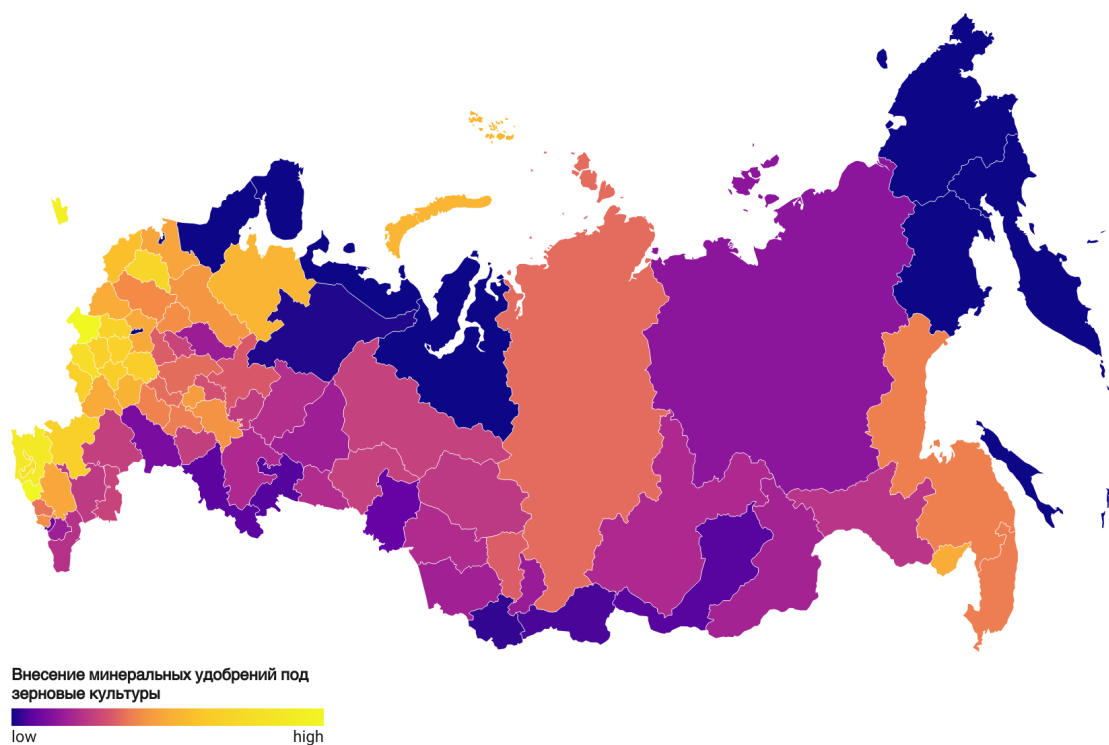 Внесение минеральных удобрений под
зерновые культуры
low high